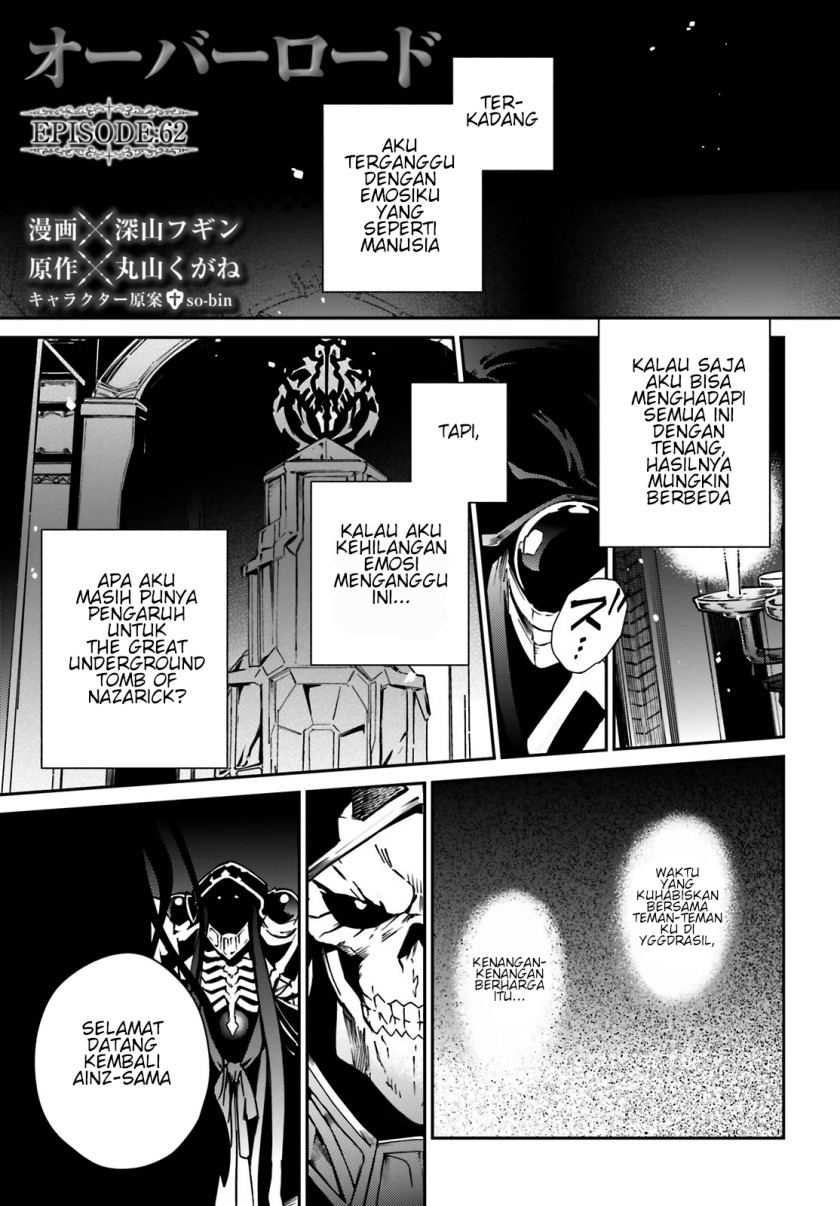 オーバーロード
EPISODE:62
漫画×深山フギン
原作×丸山くがね
キャラクター原案 so-bin
TER-
KADANG
AKU
TERGANGGU
DENGAN
EMOSIKU
YANG
SEPERTI
MANUSIA
KALAU SAJA
AKU BISA
MENGHADAPI
SEMUA INI
DENGAN
TENANG,
HASILNYA
MUNGKIN
BERBEDA
ズ…
TAPI,
KALAU AKU
KEHILANGAN
EMOSI
MENGANGGU
INI...
APA AKU
MASIH PUNYA
PENGARUH
UNTUK
THE GREAT
UNDERGROUND
TOMB OF
NAZARICK?
WAKTU
YANG
KUHABISKAN
BERSAMA
TEMAN-TEMAN
KU DI
YGGDRASIL,
KENANGAN-
KENANGAN
BERHARGA
ITU...
SELAMAT
DATANG
KEMBALI
AINZ-SAMA